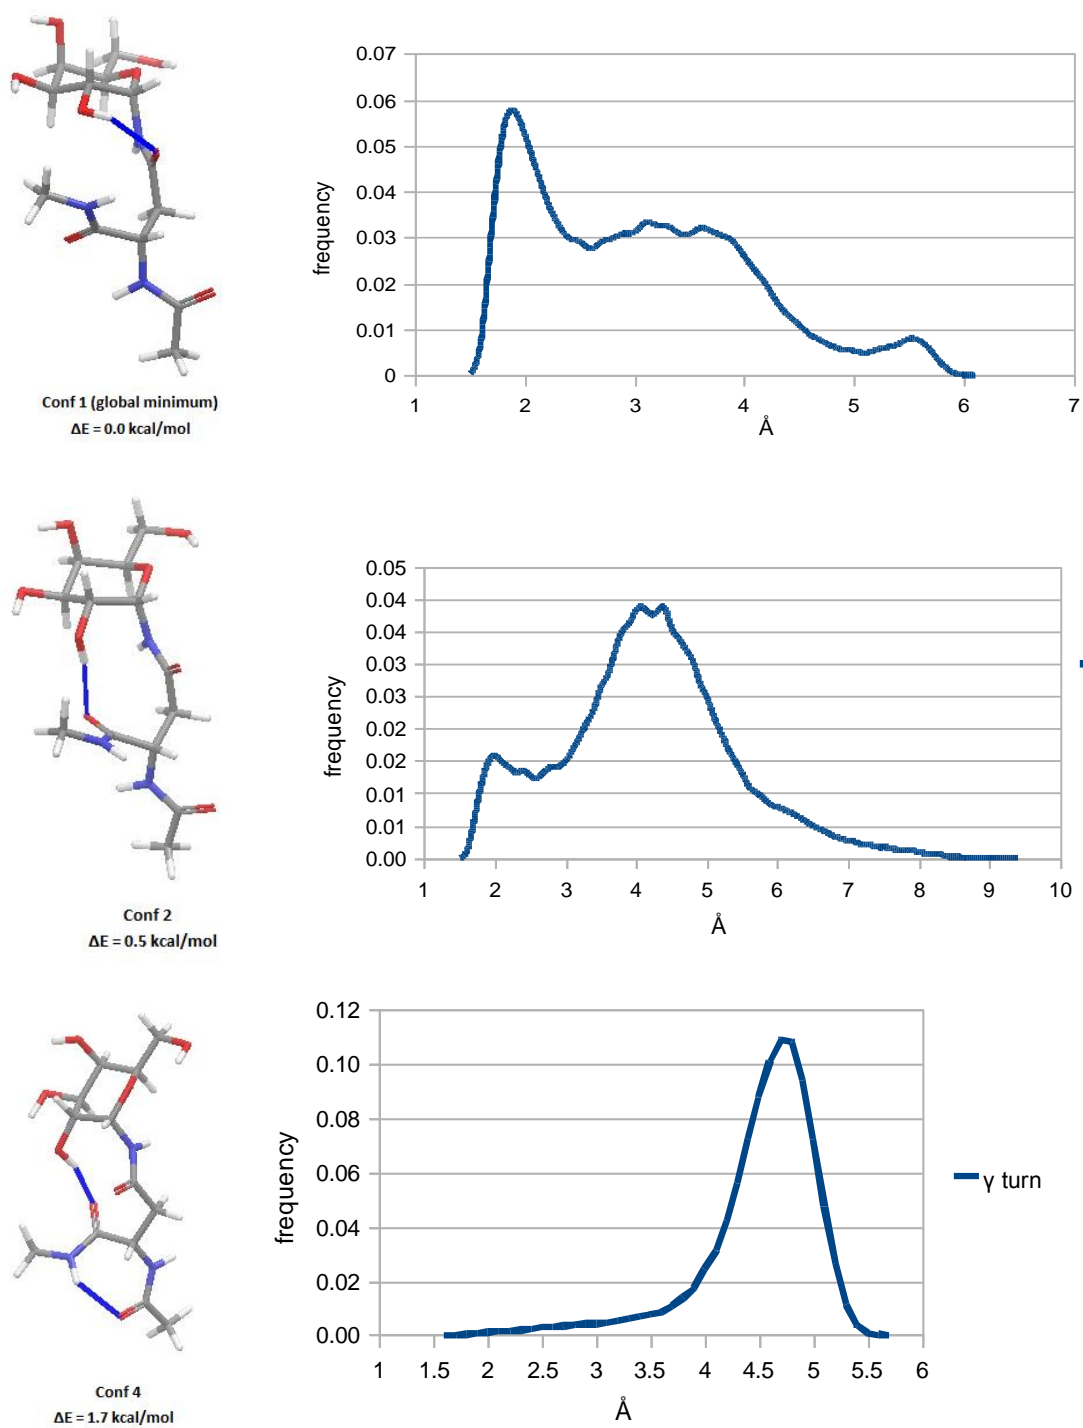 0.07
0.06
0.05
0.04
0.03
0.02
0.01
0
frequency
1 2 3 4 5 6 7
Å
Conf 1 (global minimum)
ΔE = 0.0 kcal/mol
0.05
0.04
0.04
0.03
0.03
0.02
0.02
0.01
0.01
0.00
frequency
1 2 3 4 5 6 7 8 9 10
Å
Conf 2
ΔE = 0.5 kcal/mol
0.12
0.10
0.08
0.06
0.04
0.02
0.00
frequency
γ turn
1 1.5 2 2.5 3 3.5 4 4.5 5 5.5 6
Å
Conf 4
ΔE = 1.7 kcal/mol